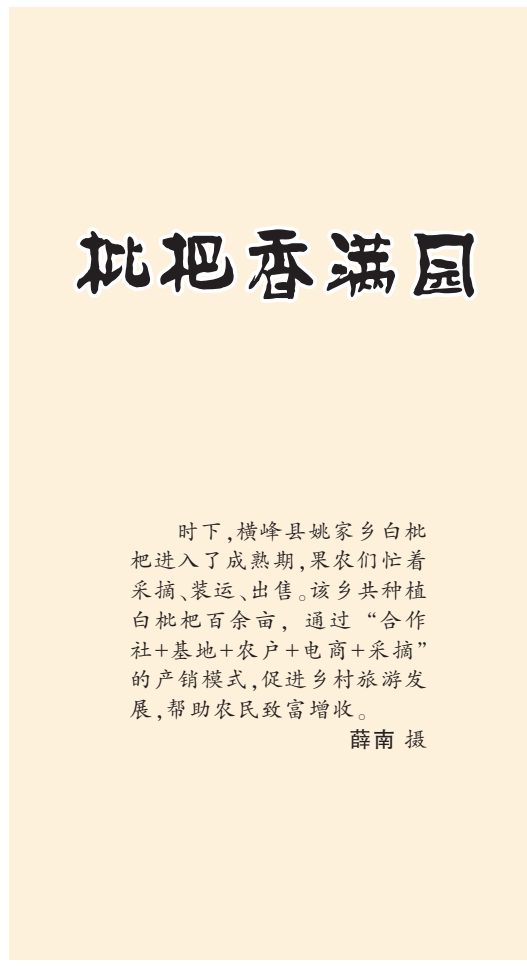 枇杷香满园
时下,横峰县姚家乡白枇
杷进入了成熟期,果农们忙着
采摘、装运、出售。该乡共种植
白枇杷百余亩，通过“合作
社+基地+农户+电商+采摘”
的产销模式,促进乡村旅游发
展,帮助农民致富增收。
薛南 摄